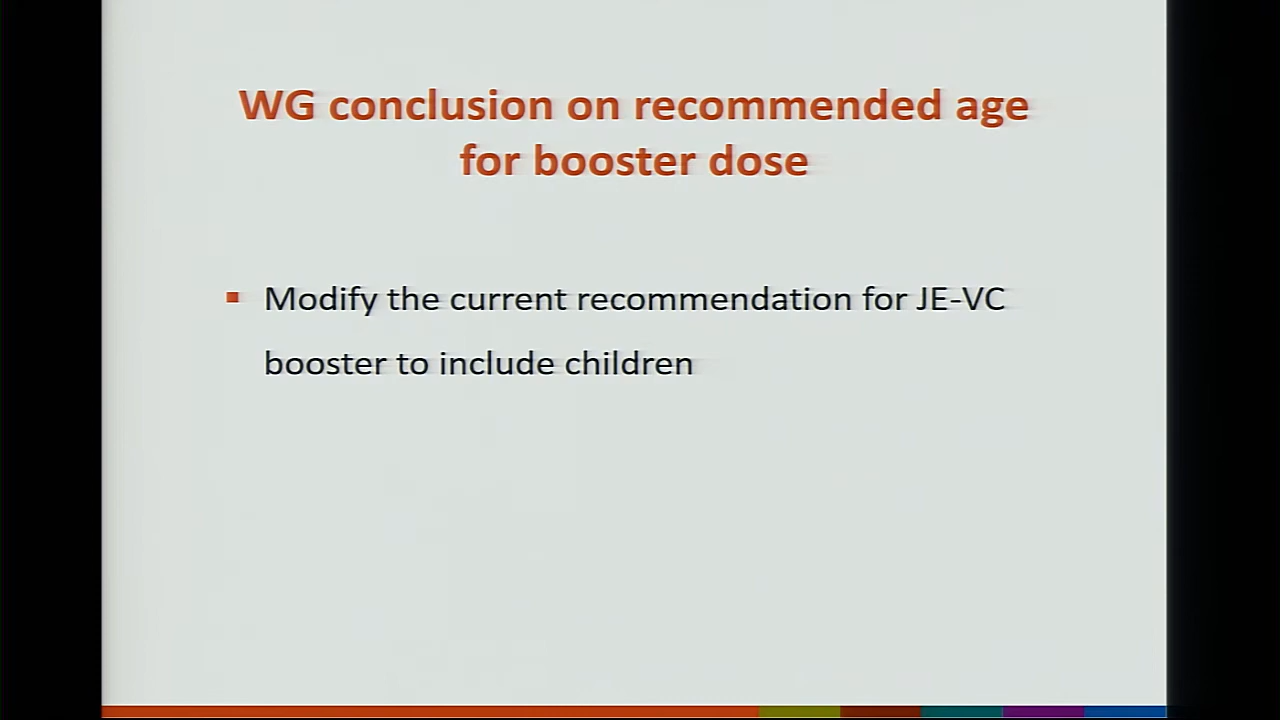 WG conclusion on recommended age
for booster dose
▪ Modify the current recommendation for JE-VC
booster to include children